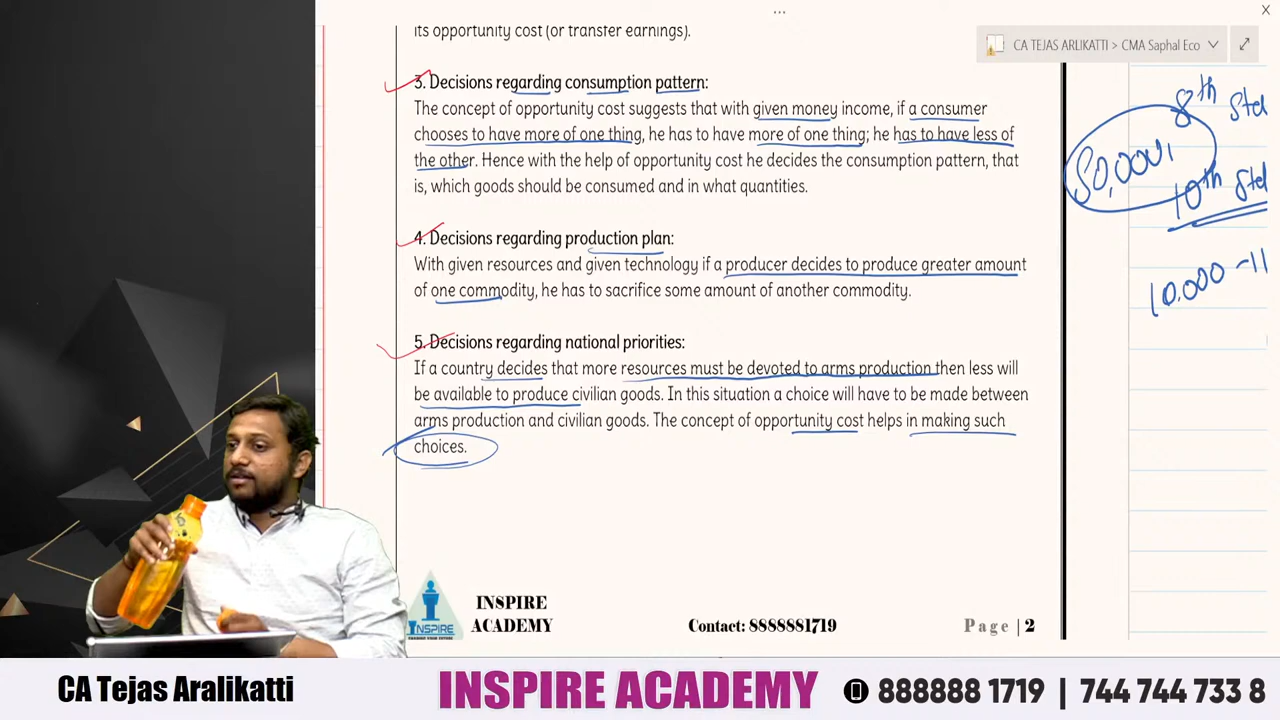 its opportunity cost (or transfer earnings).
CA TEJAS ARLIKATTI > CMA Saphal Eco
3. Decisions regarding consumption pattern:
The concept of opportunity cost suggests that with given money income, if a consumer
chooses to have more of one thing, he has to have more of one thing; he has to have less of
the other. Hence with the help of opportunity cost he decides the consumption pattern, that
is, which goods should be consumed and in what quantities.
4. Decisions regarding production plan:
With given resources and given technology if a producer decides to produce greater amount
of one commodity, he has to sacrifice some amount of another commodity.
5. Decisions regarding national priorities:
If a country decides that more resources must be devoted to arms production then less will
be available to produce civilian goods. In this situation a choice will have to be made between
arms production and civilian goods. The concept of opportunity cost helps in making such
choices.
8th Std
50,000
10th Std
10,000 - 11
INSPIRE
INSPIRE
ACADEMY
Contact: 8888881719
Page | 2
CA Tejas Aralikatti
INSPIRE ACADEMY
888888 1719 | 744 744 733 8